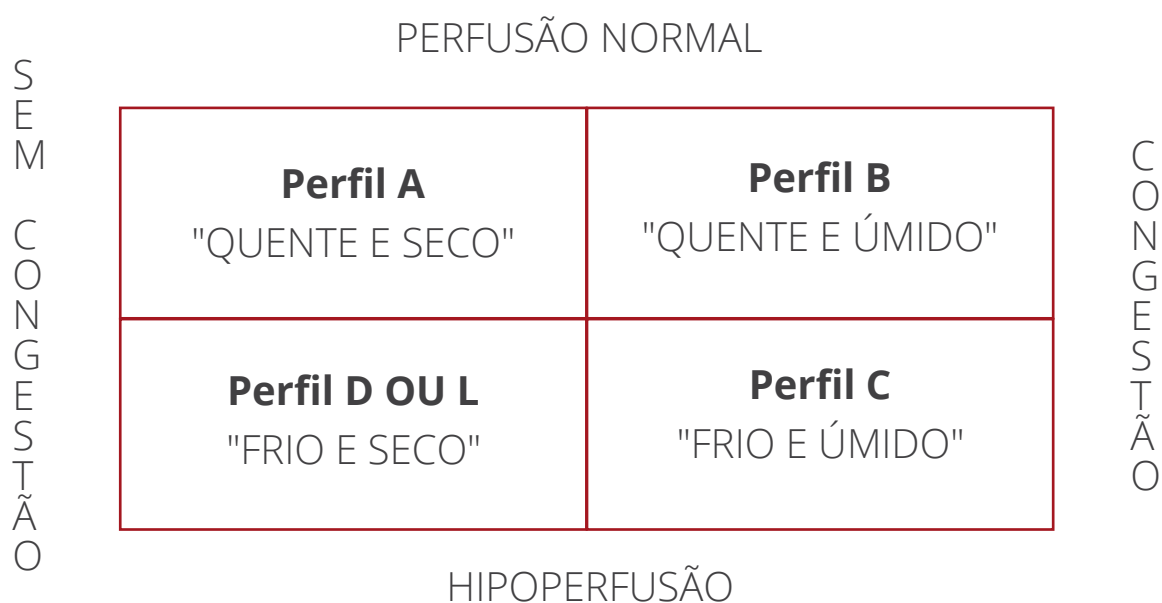 PERFUSÃO NORMAL
SEM CONGESTÃO
Perfil A
"QUENTE E SECO"
Perfil B
"QUENTE E ÚMIDO"
CONGESTÃO
Perfil D OU L
"FRIO E SECO"
Perfil C
"FRIO E ÚMIDO"
HIPOPERFUSÃO